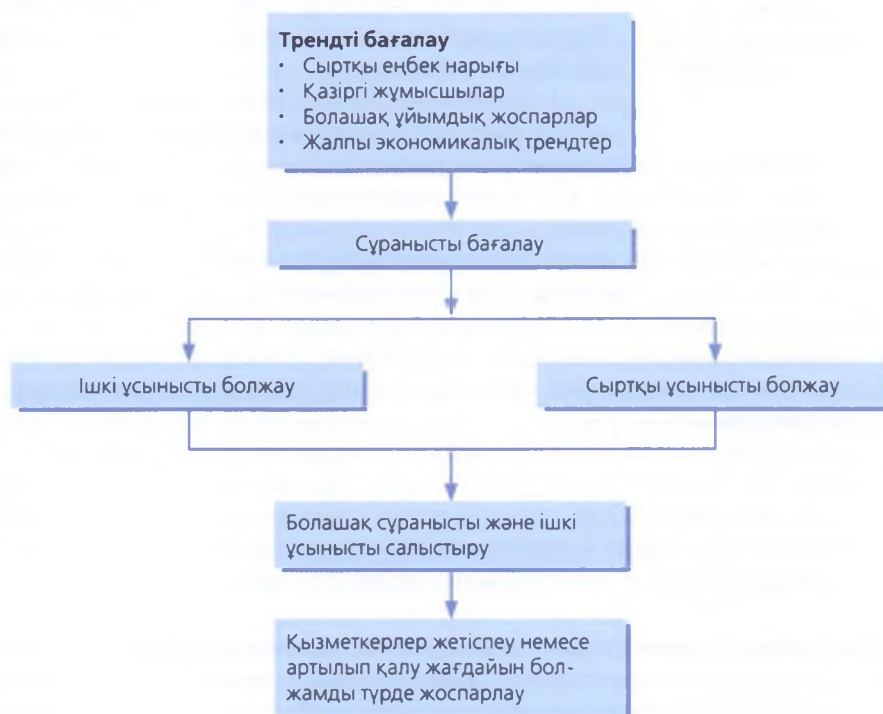 Трендті бағалау
· Сыртқы еңбек нарығы
· Қазіргі жұмысшылар
· Болашақ ұйымдық жоспарлар
· Жалпы экономикалық трендтер
Сұранысты бағалау
Ішкі ұсынысты болжау
Сыртқы ұсынысты болжау
Болашақ сұранысты және ішкі
ұсынысты салыстыру
Қызметкерлер жетіспеу немесе
артылып қалу жағдайын бол-
жамды түрде жоспарлау